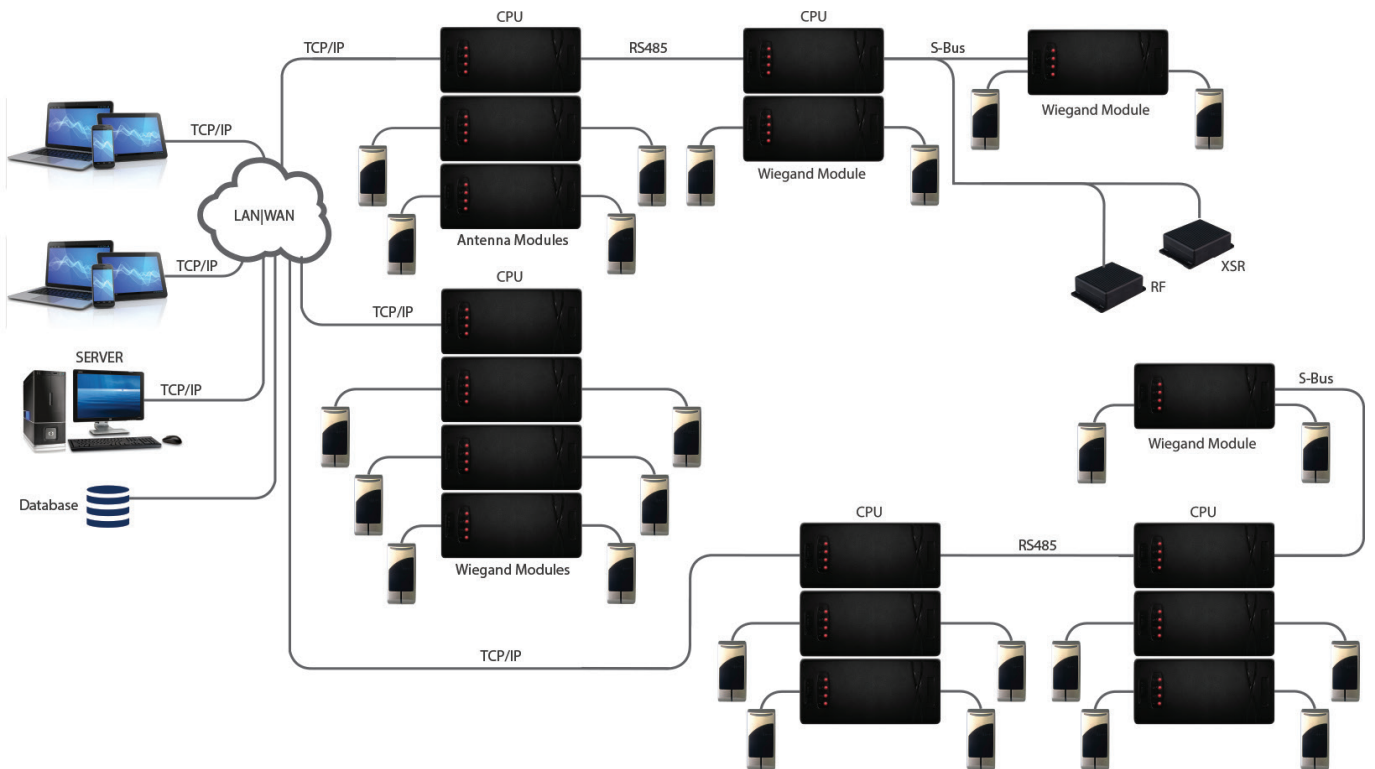 CPU
CPU
TCP/IP
RS485
S-Bus
Wiegand Module
TCP/IP
Wiegand Module
LAN|WAN
Antenna Modules
TCP/IP
XSR
RF
CPU
TCP/IP
SERVER
TCP/IP
S-Bus
Wiegand Module
Database
CPU
CPU
RS485
Wiegand Modules
TCP/IP